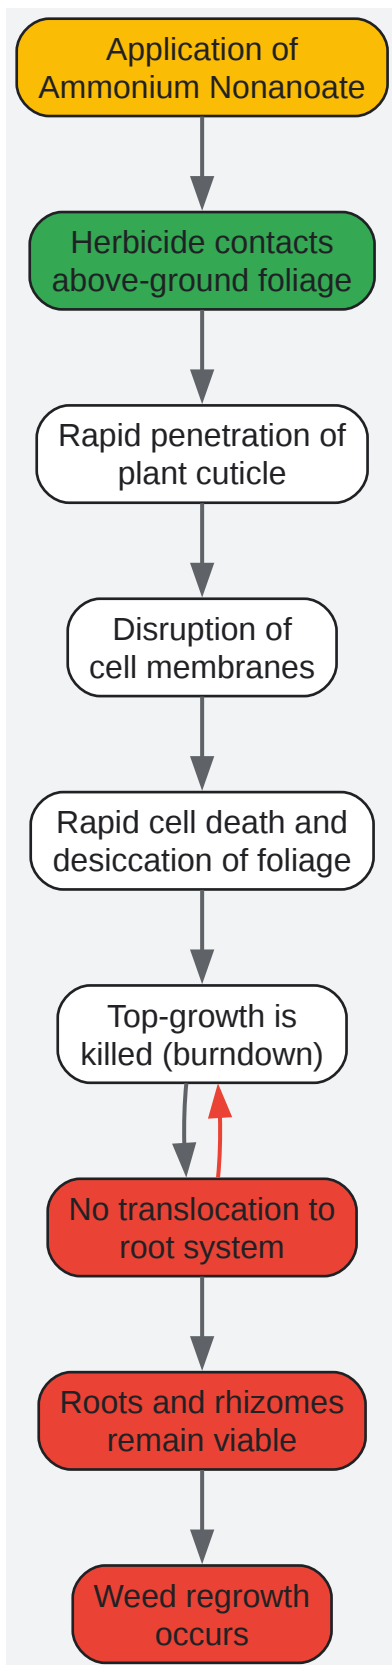 Application of
Ammonium Nonanoate
Herbicide contacts
above-ground foliage
Rapid penetration of
plant cuticle
Disruption of
cell membranes
Rapid cell death and
desiccation of foliage
Top-growth is
killed (burndown)
No translocation to
root system
Roots and rhizomes
remain viable
Weed regrowth
occurs